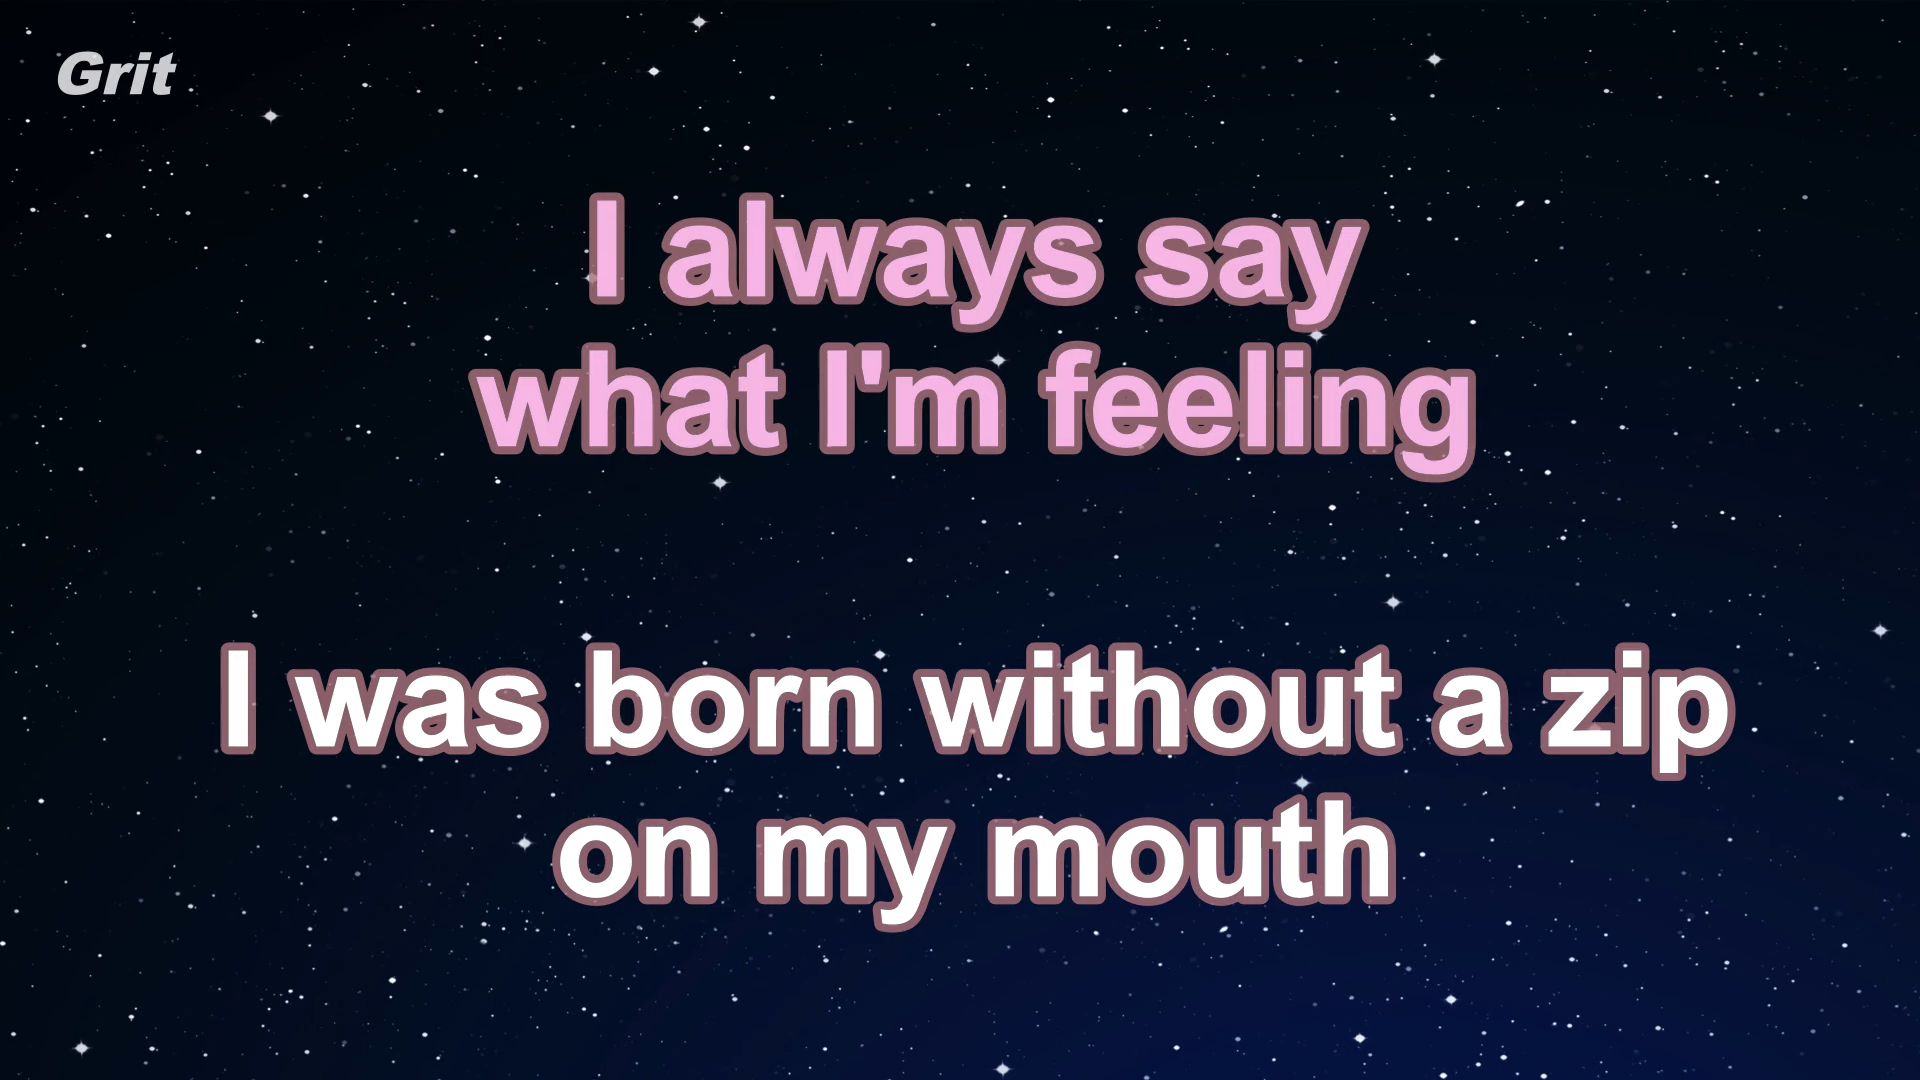 Grit
I always say
what I'm feeling
I was born without a zip
on my mouth